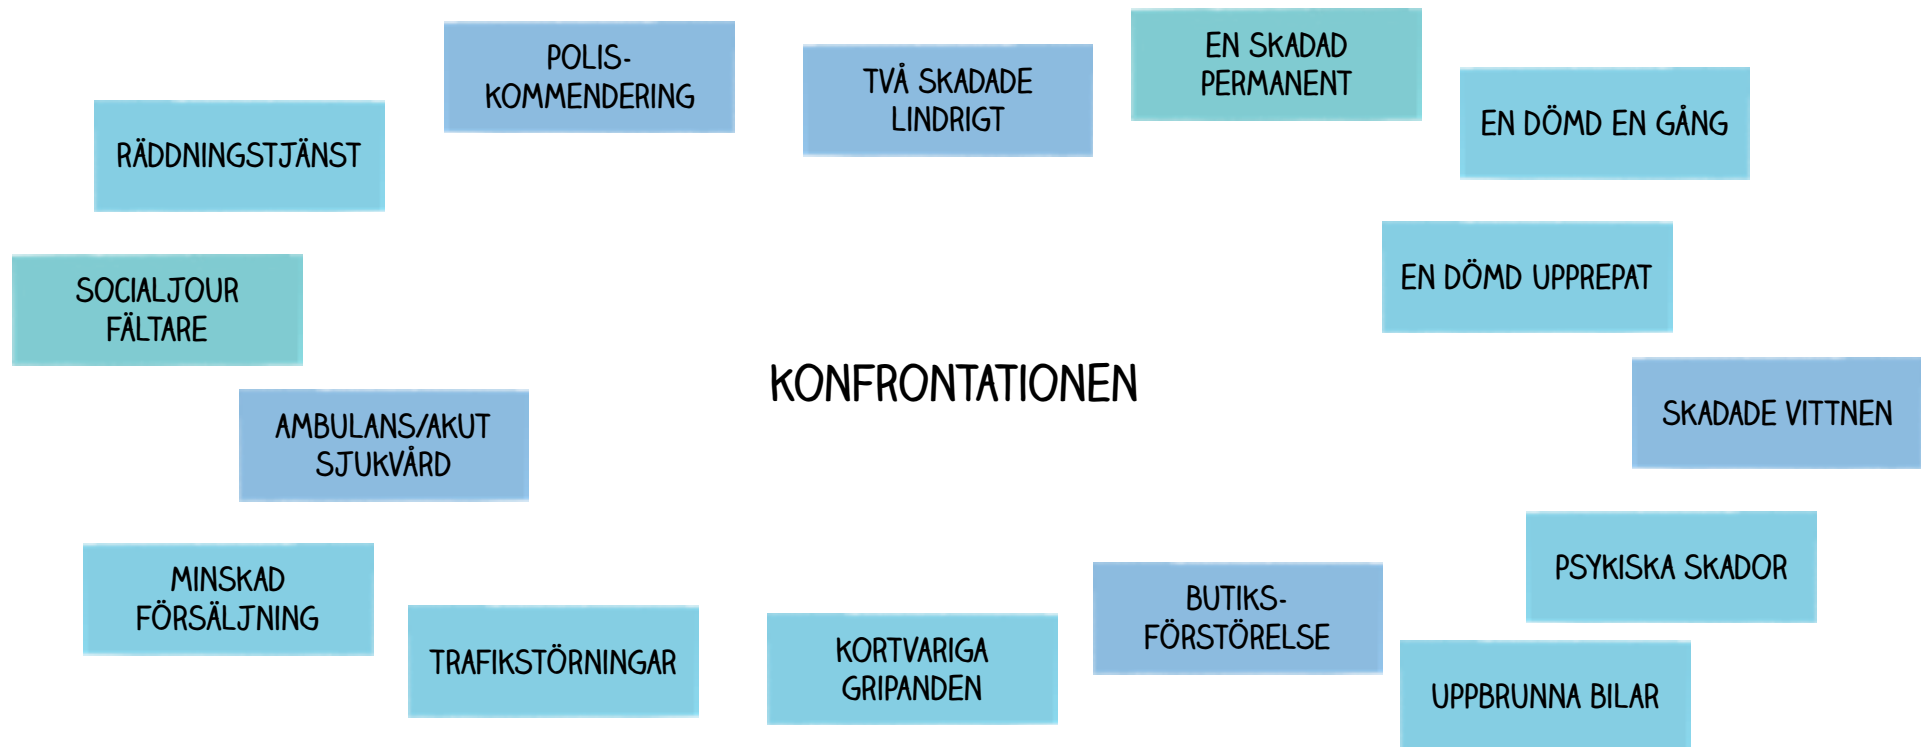 POLIS-
KOMMENDERING
TVÅ SKADADE
LINDRIGT
EN SKADAD
PERMANENT
EN DÖMD EN GÅNG
RÄDDNINGSTJÄNST
EN DÖMD UPPREPAT
SOCIALJOUR
FÄLTARE
KONFRONTATIONEN
SKADADE VITTNEN
AMBULANS/AKUT
SJUKVÅRD
PSYKISKA SKADOR
MINSKAD
FÖRSÄLJNING
TRAFIKSTÖRNINGAR
KORTVARIGA
GRIPANDEN
BUTIKS-
FÖRSTÖRELSE
UPPBRUNNA BILAR